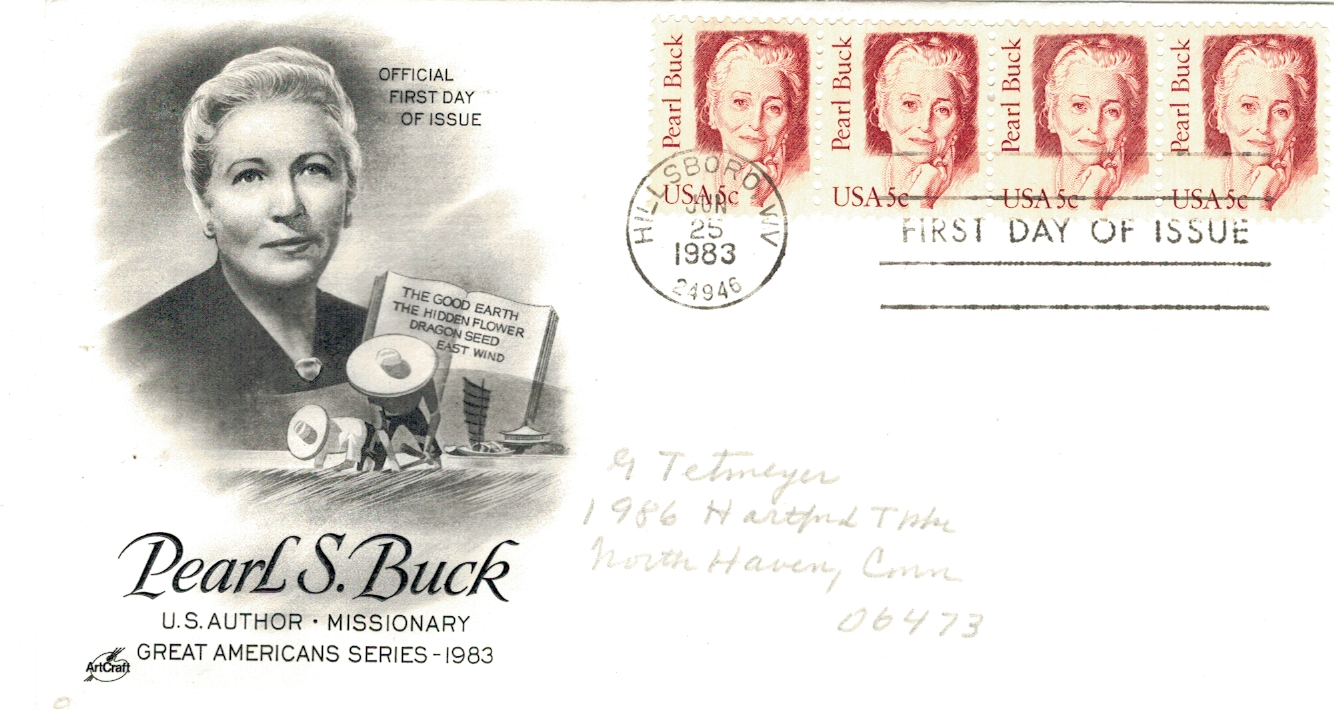 OFFICIAL
FIRST DAY
OF ISSUE
THE GOOD EARTH
THE HIDDEN FLOWER
DRAGON SEED
EAST WIND
Pearl S. Buck
U.S. AUTHOR · MISSIONARY
GREAT AMERICANS SERIES - 1983
ArtCraft
Pearl Buck
USA 5c
Pearl Buck
USA 5c
Pearl Buck
USA 5c
Pearl Buck
USA 5c
HILLSBORO WV
JUN
25
1983
24946
FIRST DAY OF ISSUE
G Tetmeyer
1986 Hartford Tpke
North Haven, Conn
06473